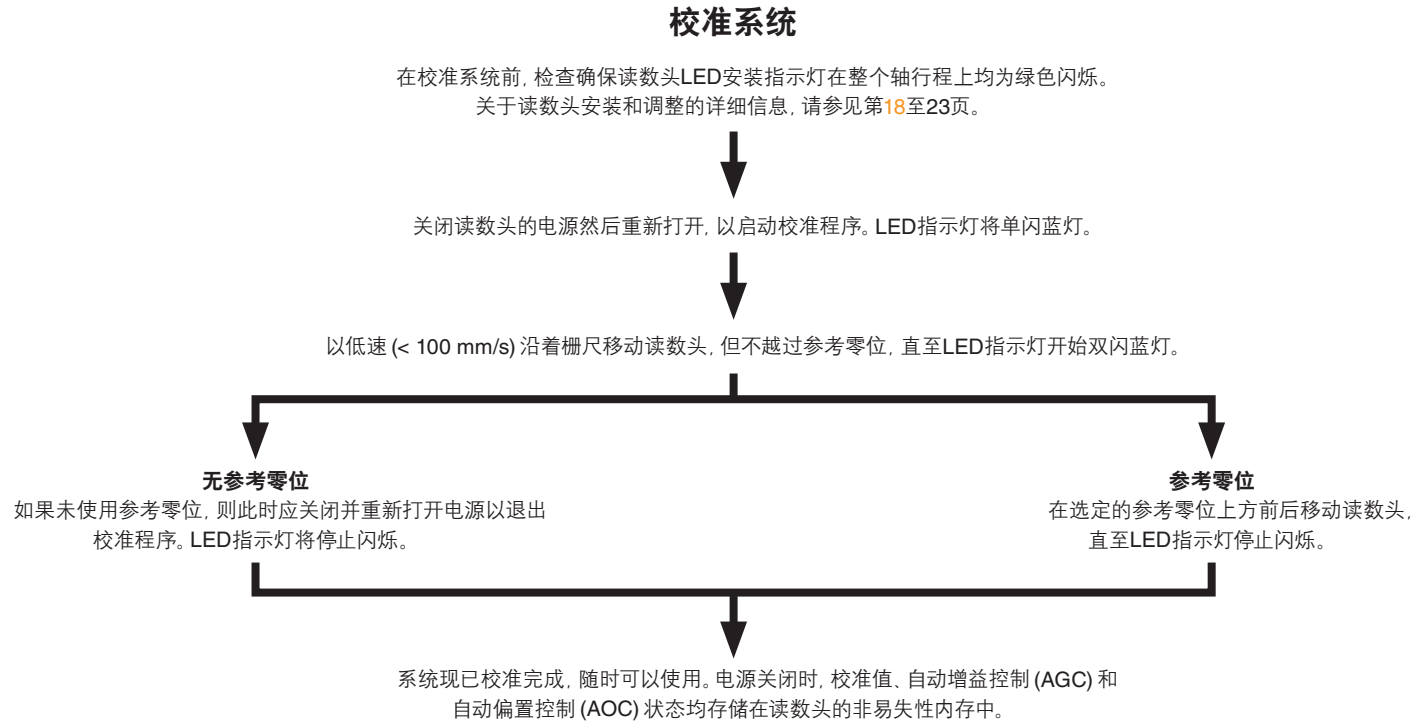 校准系统
在校准系统前, 检查确保读数头LED安装指示灯在整个轴行程上均为绿色闪烁。
关于读数头安装和调整的详细信息, 请参见第18至23页。
关闭读数头的电源然后重新打开, 以启动校准程序。LED指示灯将单闪蓝灯。
以低速 (< 100 mm/s) 沿着栅尺移动读数头, 但不越过参考零位, 直至LED指示灯开始双闪蓝灯。
无参考零位
如果未使用参考零位, 则此时应关闭并重新打开电源以退出
校准程序。LED指示灯将停止闪烁。
参考零位
在选定的参考零位上方前后移动读数头,
直至LED指示灯停止闪烁。
系统现已校准完成, 随时可以使用。电源关闭时, 校准值、自动增益控制 (AGC) 和
自动偏置控制 (AOC) 状态均存储在读数头的非易失性内存中。